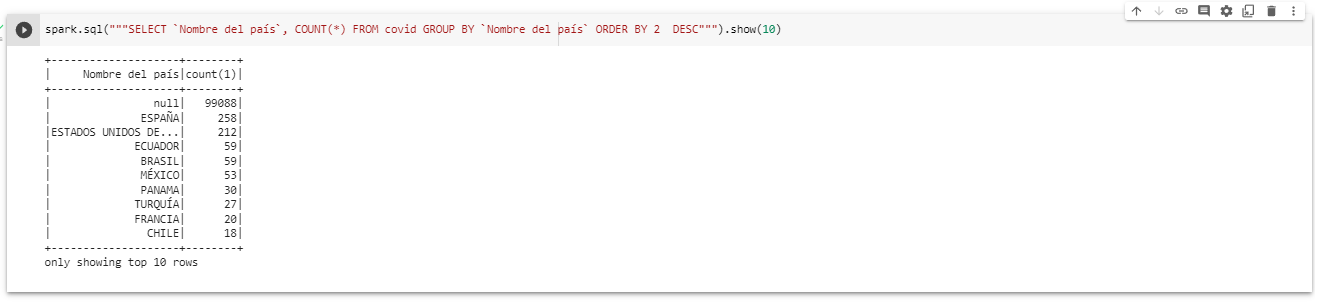 spark.sql("""SELECT `Nombre del país`, COUNT(*) FROM covid GROUP BY `Nombre del país` ORDER BY 2  DESC""").show(10)
+--------------------+--------+
|     Nombre del país|count(1)|
+--------------------+--------+
|                null|   99088|
|              ESPAÑA|     258|
|ESTADOS UNIDOS DE...|     212|
|             ECUADOR|      59|
|              BRASIL|      59|
|              MÉXICO|      53|
|              PANAMA|      30|
|             TURQUÍA|      27|
|             FRANCIA|      20|
|               CHILE|      18|
+--------------------+--------+
only showing top 10 rows